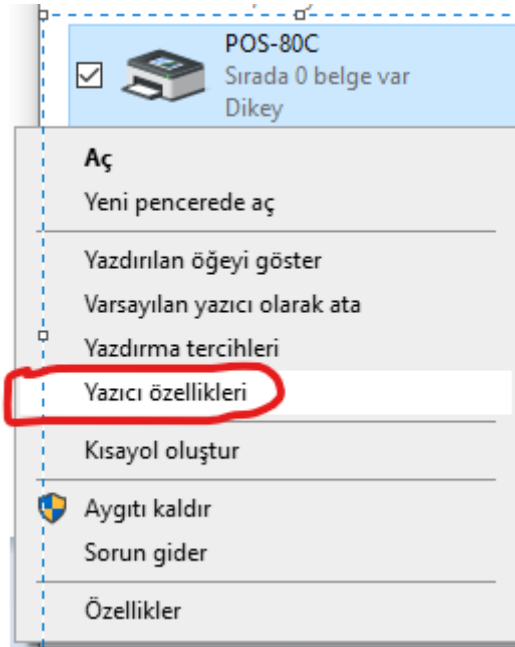 POS-80C
Sırada 0 belge var
Dikey
Aç
Yeni pencerede aç
Yazdırılan öğeyi göster
Varsayılan yazıcı olarak ata
Yazdırma tercihleri
Yazıcı özellikleri
Kısayol oluştur
Aygıtı kaldır
Sorun gider
Özellikler